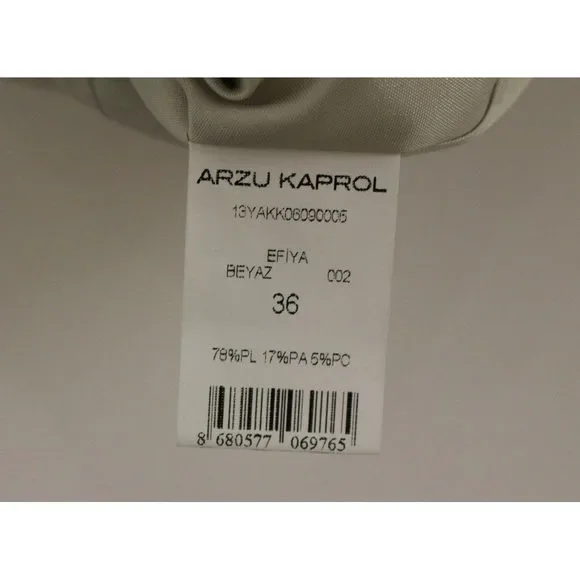 ARZU KAPROL
13YAKK06090005
EFİYA
BEYAZ 002
36
78%PL 17%PA 5%PC
8 680577 069765